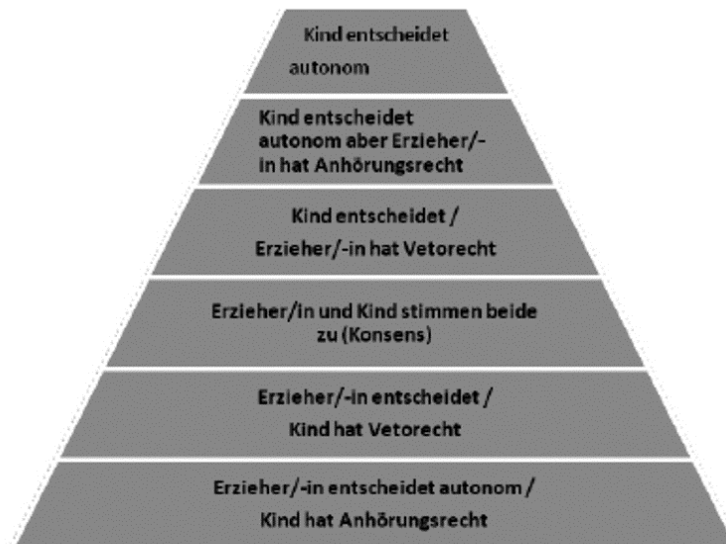 Kind entscheidet
autonom
Kind entscheidet
autonom aber Erzieher/-
in hat Anhörungsrecht
Kind entscheidet /
Erzieher/-in hat Vetorecht
Erzieher/in und Kind stimmen beide
zu (Konsens)
Erzieher/-in entscheidet /
Kind hat Vetorecht
Erzieher/-in entscheidet autonom /
Kind hat Anhörungsrecht